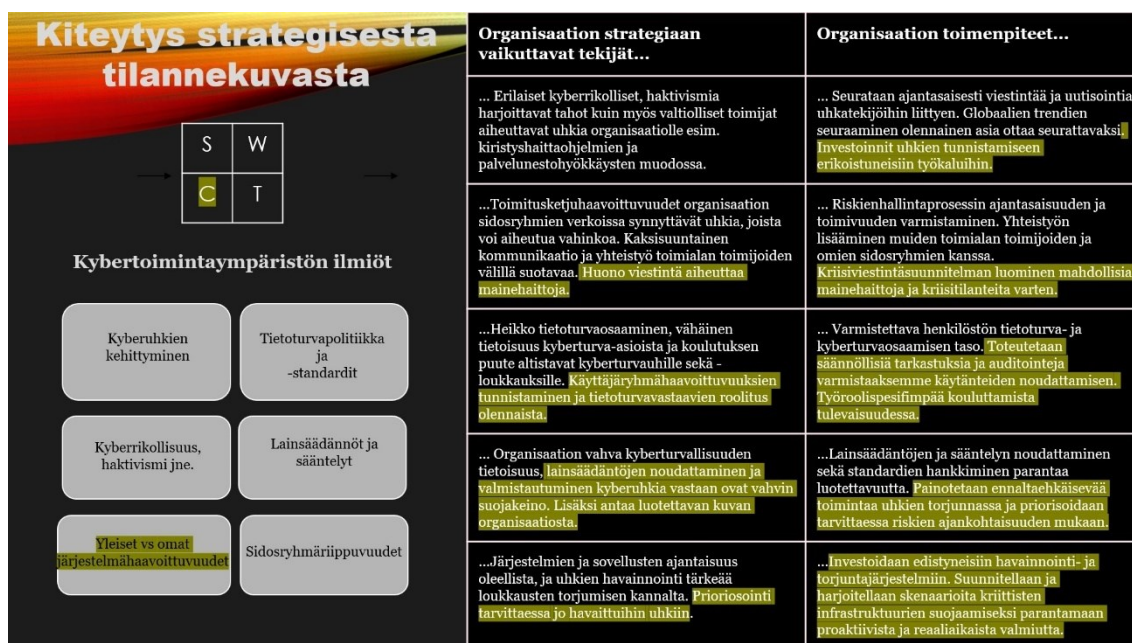 Kiteytys strategisesta
tilannekuvasta
S W
C T
Kybertoimintaympäristön ilmiöt
Kyberuhkien
kehittyminen
Tietoturvapolitiikka
ja
-standardit
Kyberrikollisuus,
haktivismi jne.
Lainsäädännöt ja
sääntelyt
Yleiset vs omat
järjestelmähaavoittuvuudet
Sidosryhmäriippuvuudet
Organisaation strategiaan
vaikuttavat tekijät...
Organisaation toimenpiteet...
... Erilaiset kyberrikolliset, haktivismia
harjoittavat tahot kuin myös valtiolliset toimijat
aiheuttavat uhkia organisaatiolle esim.
kiristyshaittaohjelmien ja
palvelunestohyökkäysten muodossa.
... Seurataan ajantasaisesti viestintää ja uutisointia
uhkatekijöihin liittyen. Globaalien trendien
seuraaminen olennainen asia ottaa seurattavaksi.
Investoinnit uhkien tunnistamiseen
erikoistuneisiin työkaluihin.
...Toimitusketjuhaavoittuvuudet organisaation
sidosryhmien verkoissa synnyttävät uhkia, joista
voi aiheutua vahinkoa. Kaksisuuntainen
kommunikaatio ja yhteistyö toimialan toimijoiden
välillä suotavaa. Huono viestintä aiheuttaa
mainehaittoja.
... Riskienhallintaprosessin ajantasaisuuden ja
toimivuuden varmistaminen. Yhteistyön
lisääminen muiden toimialan toimijoiden ja
omien sidosryhmien kanssa.
Kriisiviestintäsuunnitelman luominen mahdollisia
mainehaittoja ja kriisitilanteita varten.
...Heikko tietoturvaosaaminen, vähäinen
tietoisuus kyberturva-asioista ja koulutuksen
puute altistavat kyberturvauhille sekä -
loukkauksille. Käyttäjäryhmähaavoittuvuuksien
tunnistaminen ja tietoturvavastaavien roolitus
olennaista.
... Varmistettava henkilöstön tietoturva- ja
kyberturvaosaamisen taso. Toteutetaan
säännöllisiä tarkastuksia ja auditointeja
varmistaaksemme käytänteiden noudattamisen.
Työroolispesifimpää kouluttamista
tulevaisuudessa.
... Organisaation vahva kyberturvallisuuden
tietoisuus, lainsäädäntöjen noudattaminen ja
valmistautuminen kyberuhkia vastaan ovat vahvin
suojakeino. Lisäksi antaa luotettavan kuvan
organisaatiosta.
...Lainsäädäntöjen ja sääntelyn noudattaminen
sekä standardien hankkiminen parantaa
luotettavuutta. Painotetaan ennaltaehkäisevää
toimintaa uhkien torjunnassa ja priorisoidaan
tarvittaessa riskien ajankohtaisuuden mukaan.
...Järjestelmien ja sovellusten ajantaisuus
oleellista, ja uhkien havainnointi tärkeää
loukkausten torjumisen kannalta. Prioriosointi
tarvittaessa jo havaittuihin uhkiin.
...Investoidaan edistyneisiin havainnointi- ja
torjuntajärjestelmiin. Suunnitellaan ja
harjoitellaan skenaarioita kriittisten
infrastruktuurien suojaamiseksi parantamaan
proaktiivista ja reaaliaikaista valmiutta.